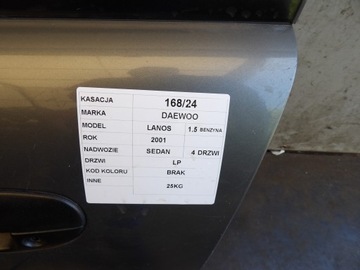 KASACJA 168/24
MARKA DAEWOO
MODEL LANOS 1.5 BENZYNA
ROK 2001
NADWOZIE SEDAN 4 DRZWI
DRZWI LP
KOD KOLORU BRAK
INNE 25KG